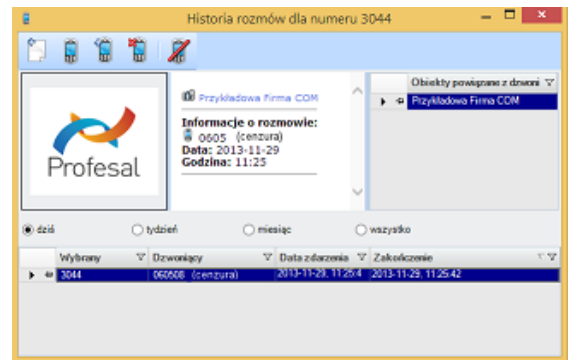 Historia rozmów dla numeru 3044
Przykładowa Firma COM
Informacje o rozmowie:
0605 (cenzura)
Data: 2013-11-29
Godzina: 11:25
Profesal
Obiekty powiązane z dzwoni
Przykładowa Firma COM
dziś tydzień miesiąc wszystko
Wybrany Dzwoniący Data zdarzenia Zakończenie
3044 060508 (cenzura) 2013-11-29, 11:25:4 2013-11-29, 11:25:42